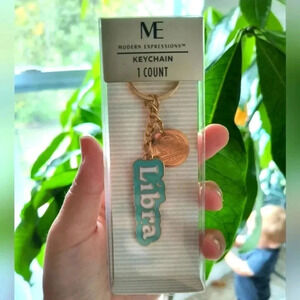 ME
MODERN EXPRESSIONS™
KEYCHAIN
1 COUNT
Libra